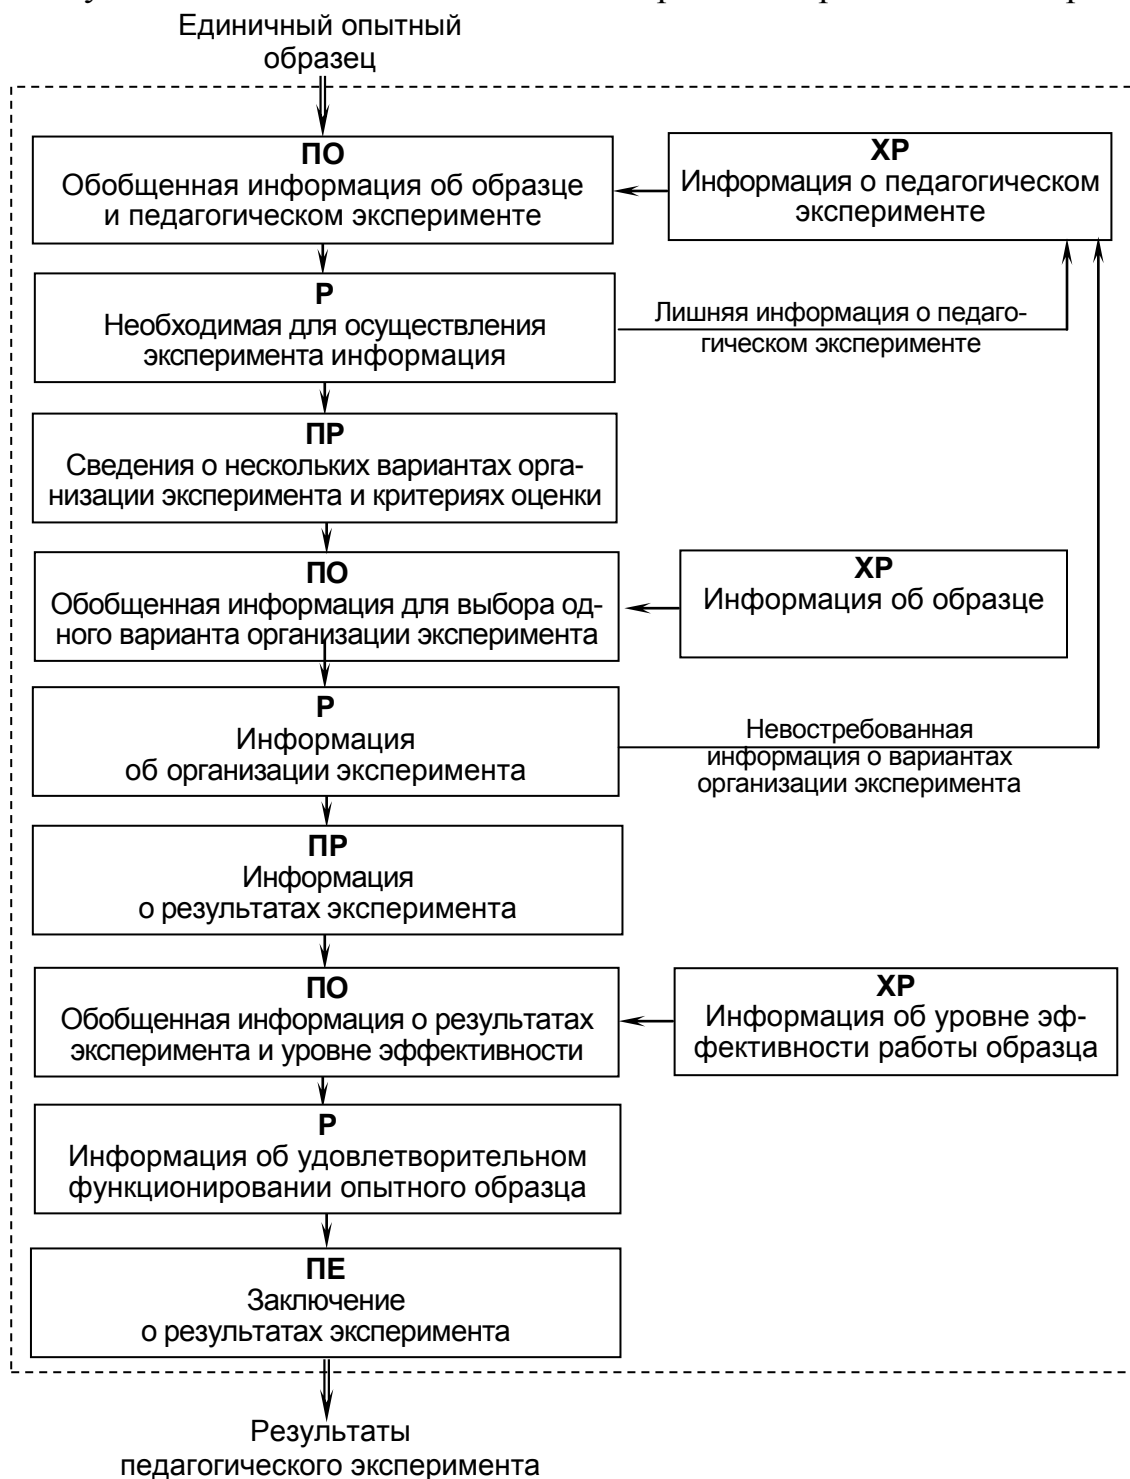 Единичный опытный
образец
ПО
Обобщенная информация об образце
и педагогическом эксперименте
ХР
Информация о педагогическом
эксперименте
Р
Необходимая для осуществления
эксперимента информация
Лишняя информация о педаго-
гическом эксперименте
ПР
Сведения о нескольких вариантах орга-
низации эксперимента и критериях оценки
ПО
Обобщенная информация для выбора од-
ного варианта организации эксперимента
ХР
Информация об образце
Р
Информация
об организации эксперимента
Невостребованная
информация о вариантах
организации эксперимента
ПР
Информация
о результатах эксперимента
ПО
Обобщенная информация о результатах
эксперимента и уровне эффективности
ХР
Информация об уровне эф-
фективности работы образца
Р
Информация об удовлетворительном
функционировании опытного образца
ПЕ
Заключение
о результатах эксперимента
Результаты
педагогического эксперимента